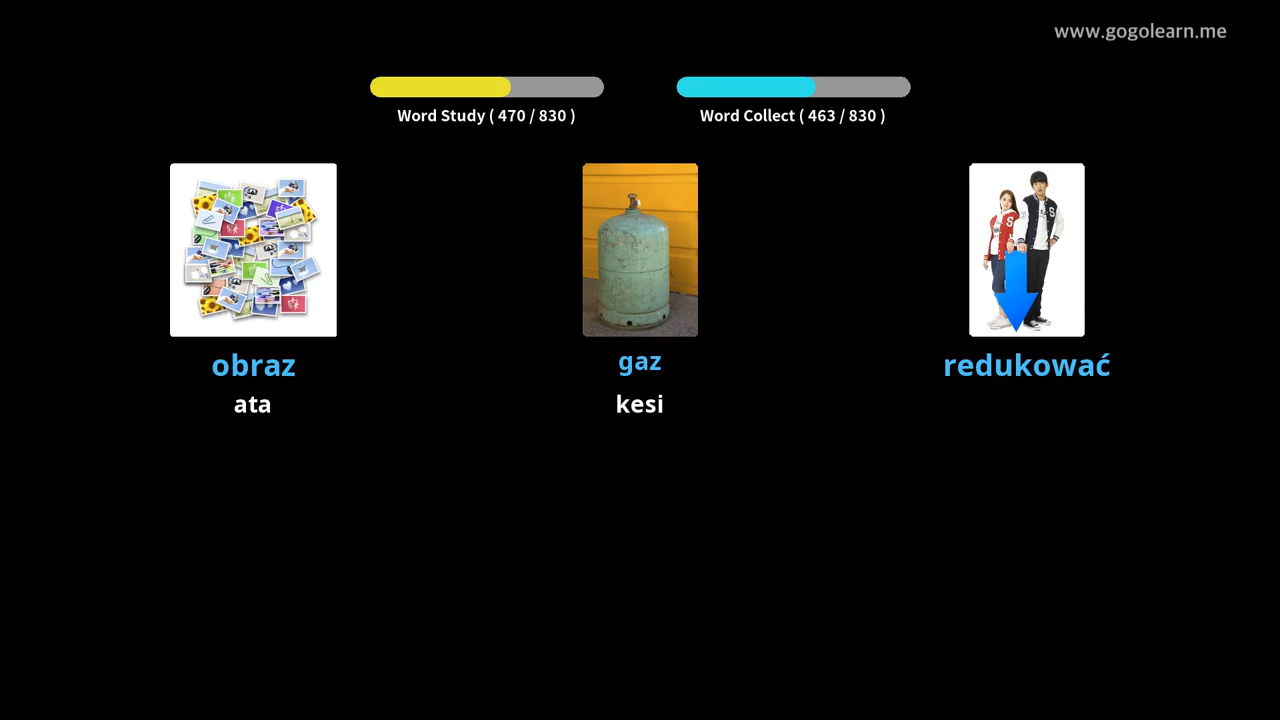 www.gogolearn.me
Word Study ( 470 / 830 )
Word Collect ( 463 / 830 )
obraz
gaz
redukować
ata
kesi